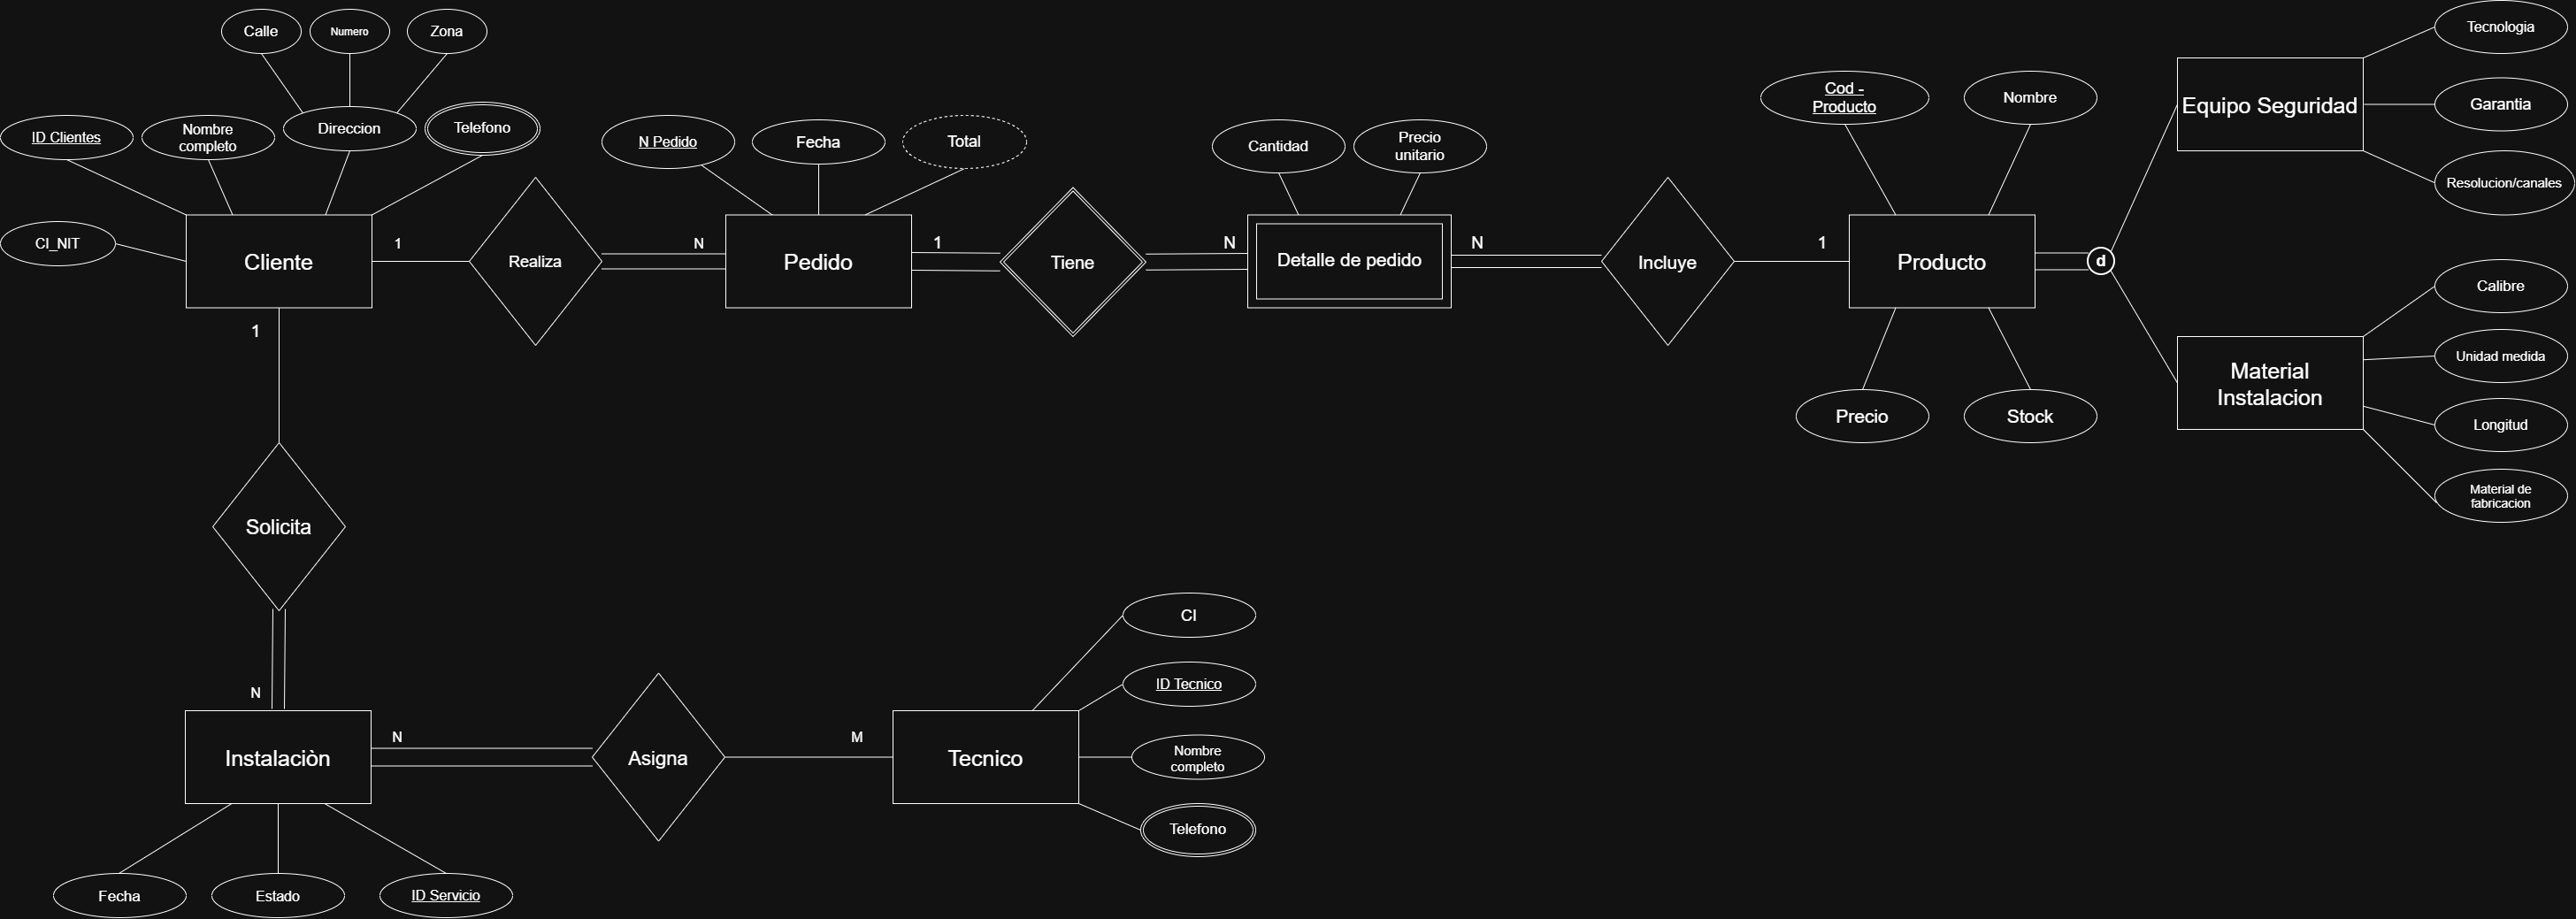 Tecnologia
Calle
Numero
Zona
Cod -
Producto
Nombre
Equipo Seguridad
Garantia
ID Clientes
Nombre
completo
Direccion
Telefono
N Pedido
Fecha
Total
Cantidad
Precio
unitario
Resolucion/canales
CI_NIT
1
N
1
N
N
1
Cliente
Realiza
Pedido
Tiene
Detalle de pedido
Incluye
Producto
d
Calibre
1
Unidad medida
Material
Instalacion
Precio
Stock
Longitud
Material de
fabricacion
Solicita
CI
N
ID Tecnico
N
M
Instalaciòn
Asigna
Tecnico
Nombre
completo
Telefono
Fecha
Estado
ID Servicio